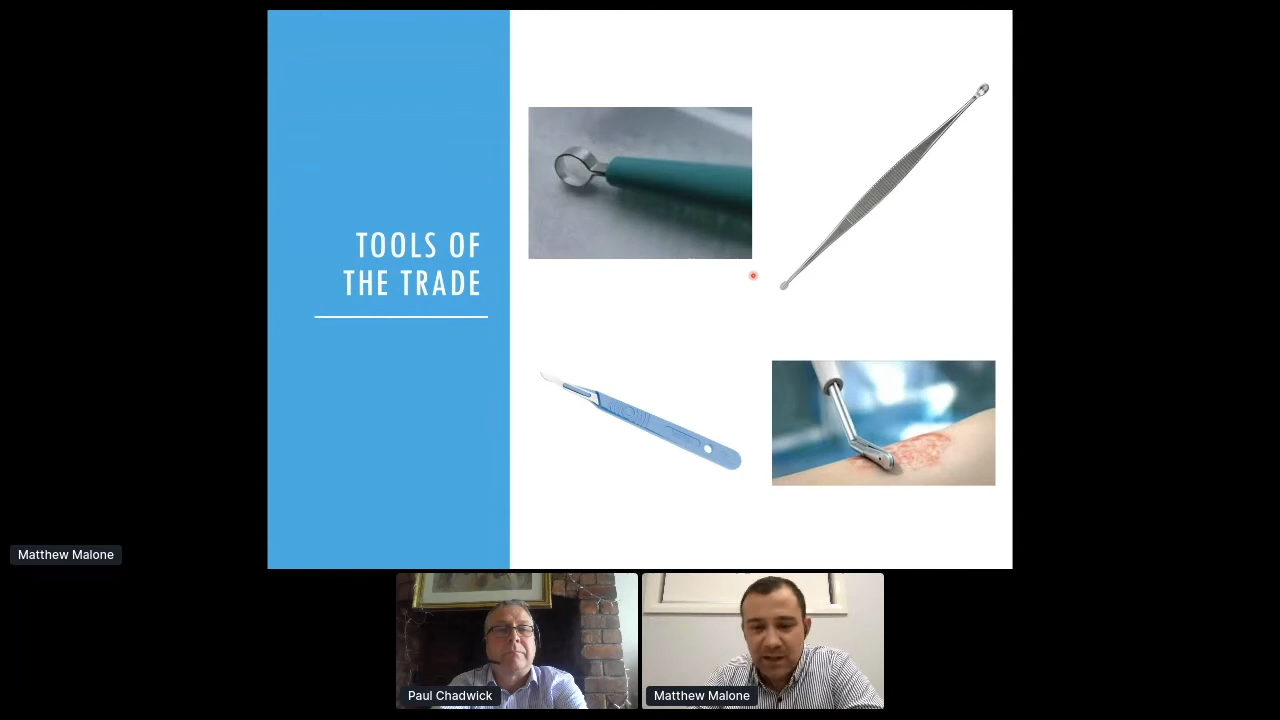 TOOLS OF
THE TRADE
Matthew Malone
Paul Chadwick
Matthew Malone